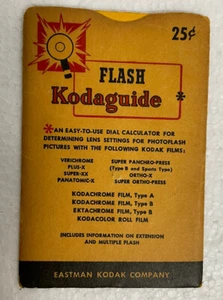 25¢
FLASH
Kodaguide *
*AN EASY-TO-USE DIAL CALCULATOR FOR
DETERMINING LENS SETTINGS FOR PHOTOFLASH
PICTURES WITH THE FOLLOWING KODAK FILMS:
VERICHROME
PLUS-X
SUPER-XX
PANATOMIC-X
SUPER PANCHRO-PRESS
(Type B and Sports Type)
ORTHO-X
SUPER ORTHO-PRESS
KODACHROME FILM, Type A
KODACHROME FILM, Type B
EKTACHROME FILM, Type B
KODACOLOR ROLL FILM
INCLUDES INFORMATION ON EXTENSION
AND MULTIPLE FLASH
EASTMAN KODAK COMPANY